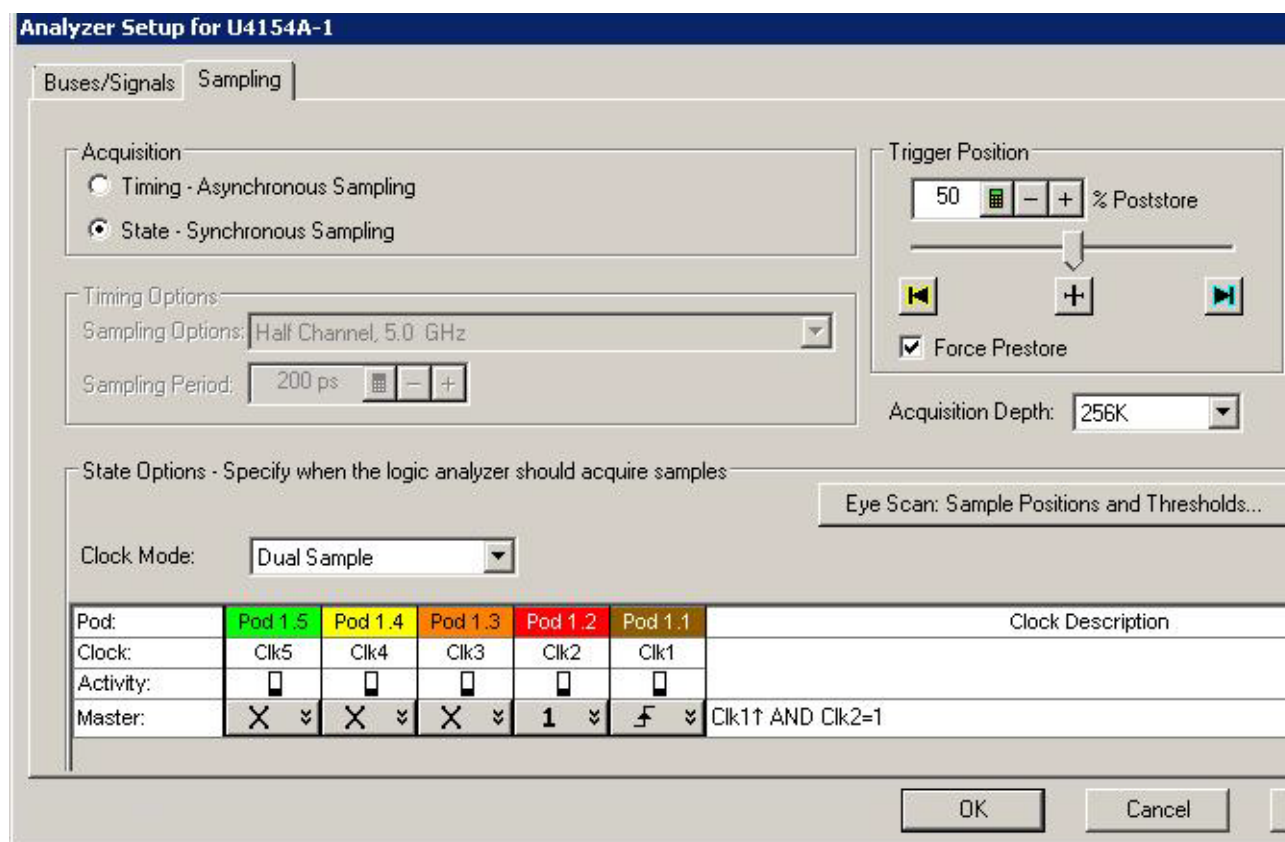 Analyzer Setup for U4154A-1
Buses/Signals Sampling
Acquisition
Timing - Asynchronous Sampling
State - Synchronous Sampling
Trigger Position
50 % Poststore
Force Prestore
Timing Options
Sampling Options: Half Channel, 5.0 GHz
Sampling Period: 200 ps
Acquisition Depth: 256K
State Options - Specify when the logic analyzer should acquire samples
Eye Scan: Sample Positions and Thresholds...
Clock Mode: Dual Sample
Pod: Pod 1.5 Pod 1.4 Pod 1.3 Pod 1.2 Pod 1.1 Clock Description
Clock: Clk5 Clk4 Clk3 Clk2 Clk1
Activity:
Master: X X X 1 Clk1↑ AND Clk2=1
OK Cancel